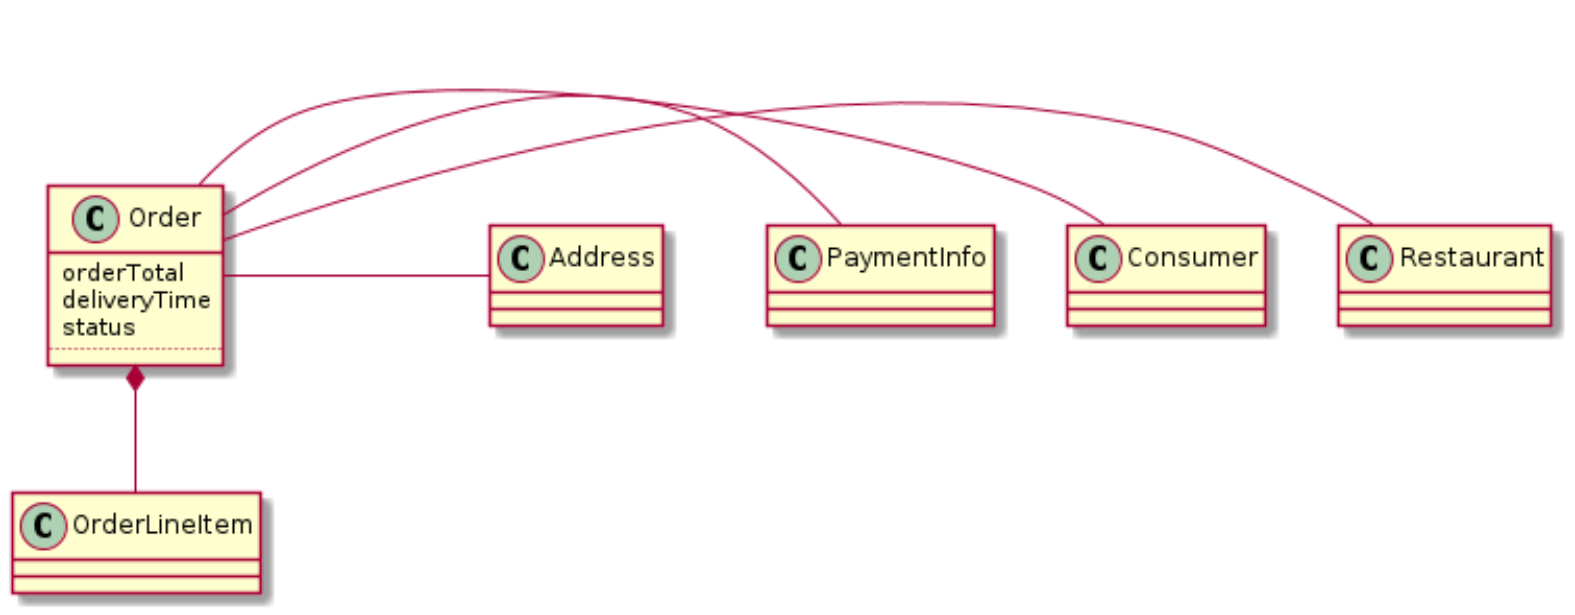 C Order
orderTotal
deliveryTime
status
C Address
C PaymentInfo
C Consumer
C Restaurant
C OrderLineItem